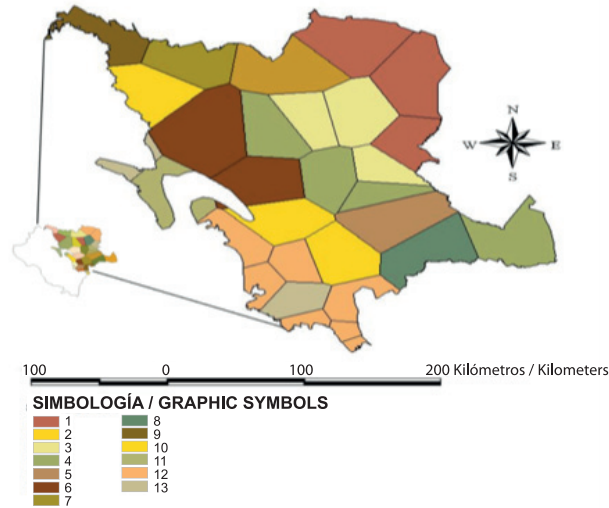 N
W E
S
100 0 100 200 Kilómetros / Kilometers
SIMBOLOGÍA / GRAPHIC SYMBOLS
1 8
2 9
3 10
4 11
5 12
6 13
7